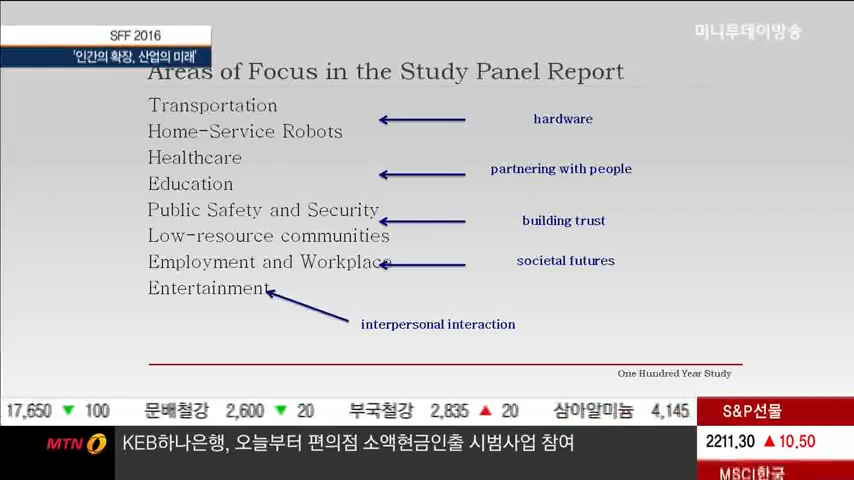 SFF 2016
'인간의 확장, 산업의 미래'
머니투데이방송
Areas of Focus in the Study Panel Report
Transportation
Home-Service Robots
hardware
Healthcare
Education
partnering with people
Public Safety and Security
Low-resource communities
building trust
Employment and Workplace
societal futures
Entertainment
interpersonal interaction
One Hundred Year Study
17,650 ▼ 100 문배철강 2,600 ▼ 20 부국철강 2,835 ▲ 20 삼아알미늄 4,145
S&P선물
MTN
KEB하나은행, 오늘부터 편의점 소액현금인출 시범사업 참여
2211.30 ▲10.50
MSCI한국